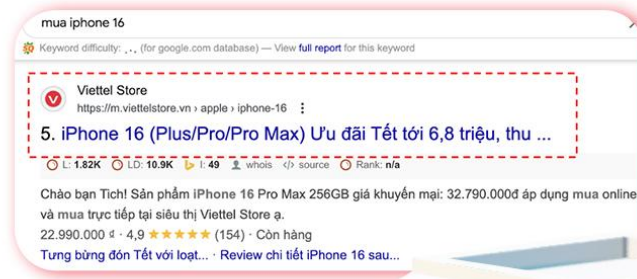 mua iphone 16
Keyword difficulty: , , (for google.com database) — View full report for this keyword
Viettel Store
https://m.viettelstore.vn › apple › iphone-16
5. iPhone 16 (Plus/Pro/Pro Max) Ưu đãi Tết tới 6,8 triệu, thu ...
L: 1.82K LD: 10.9K I: 49 whois </> source Rank: n/a
Chào bạn Tich! Sản phẩm iPhone 16 Pro Max 256GB giá khuyến mại: 32.790.000đ áp dụng mua online
và mua trực tiếp tại siêu thị Viettel Store ạ.
22.990.000 ₫ · 4,9 ★★★★★ (154) · Còn hàng
Tưng bừng đón Tết với loạt... · Review chi tiết iPhone 16 sau...